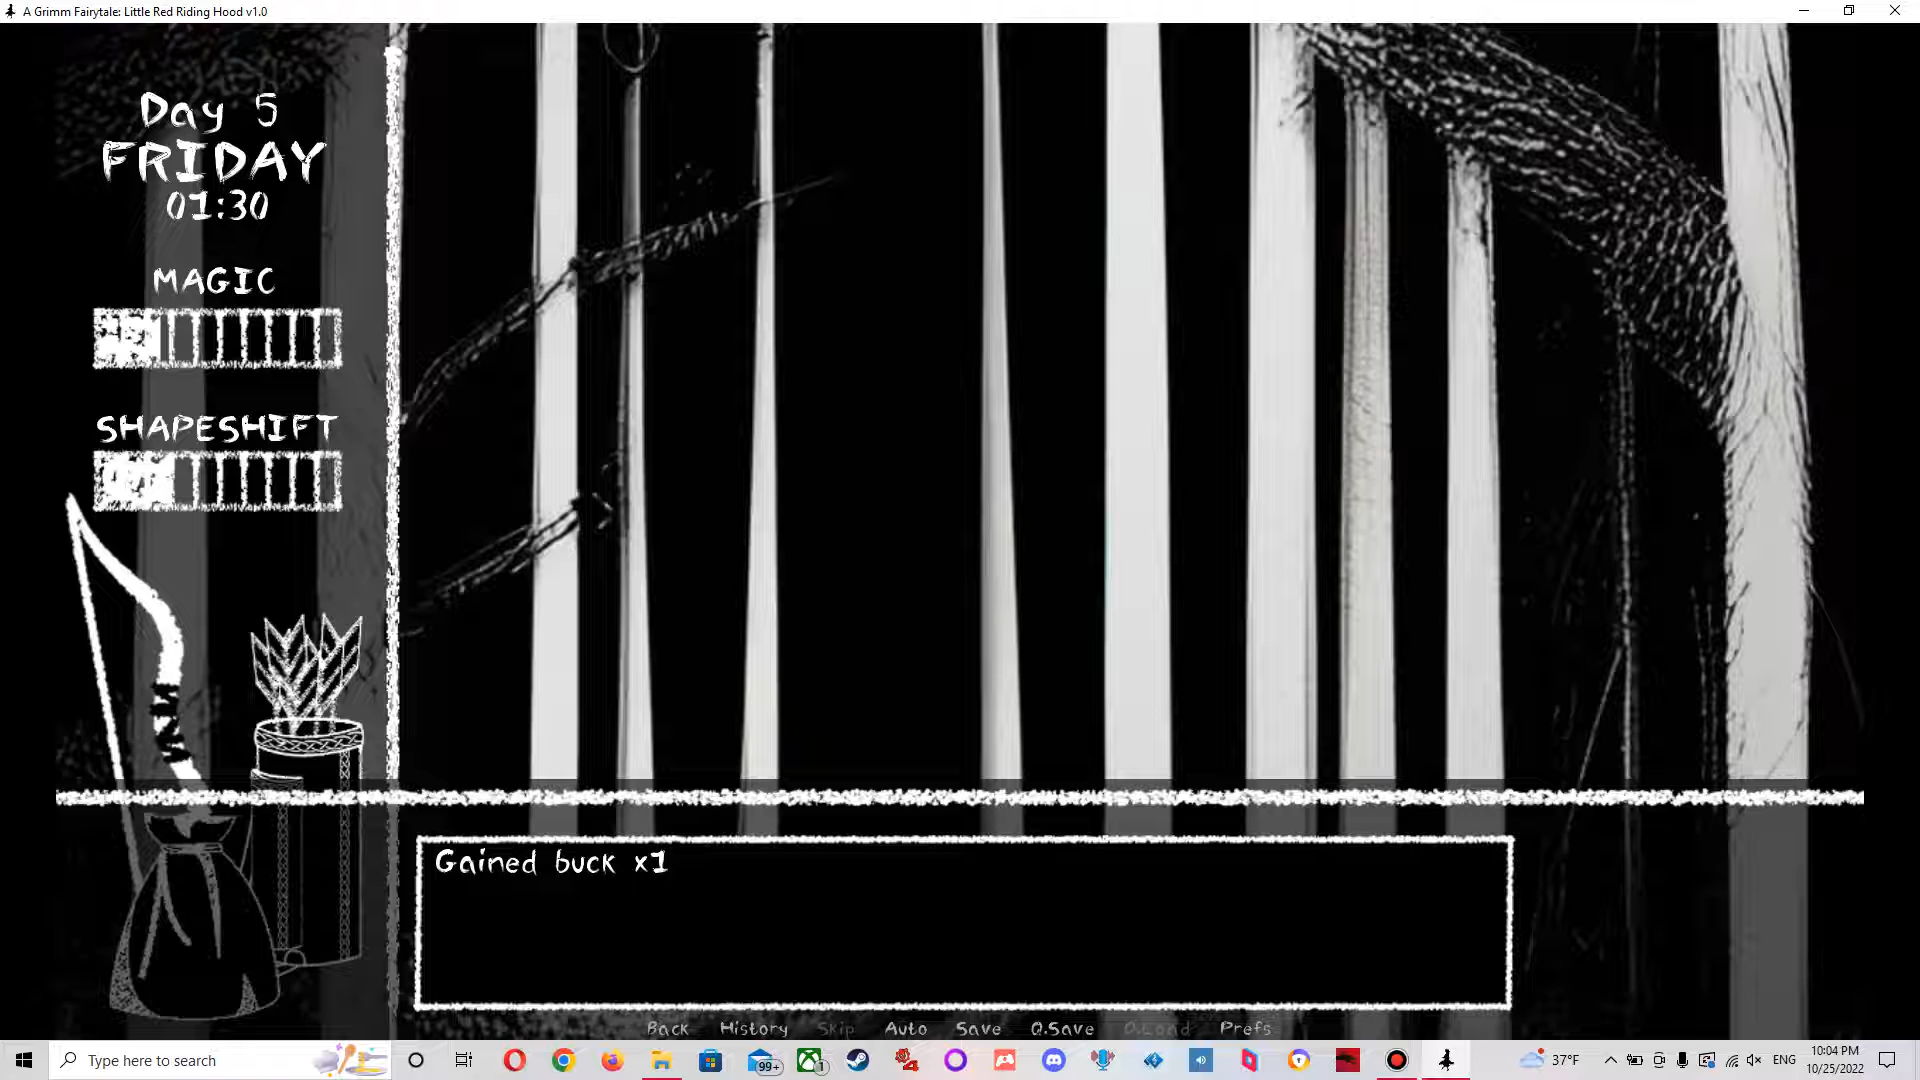 A Grimm Fairytale: Little Red Riding Hood v1.0
Day 5
FRIDAY
01:30
MAGIC
SHAPESHIFT
Gained buck x1
Back History Skip Auto Save Q.Save Q.Load Prefs
Type here to search
99+
1
4
37°F
ENG
10:04 PM
10/25/2022